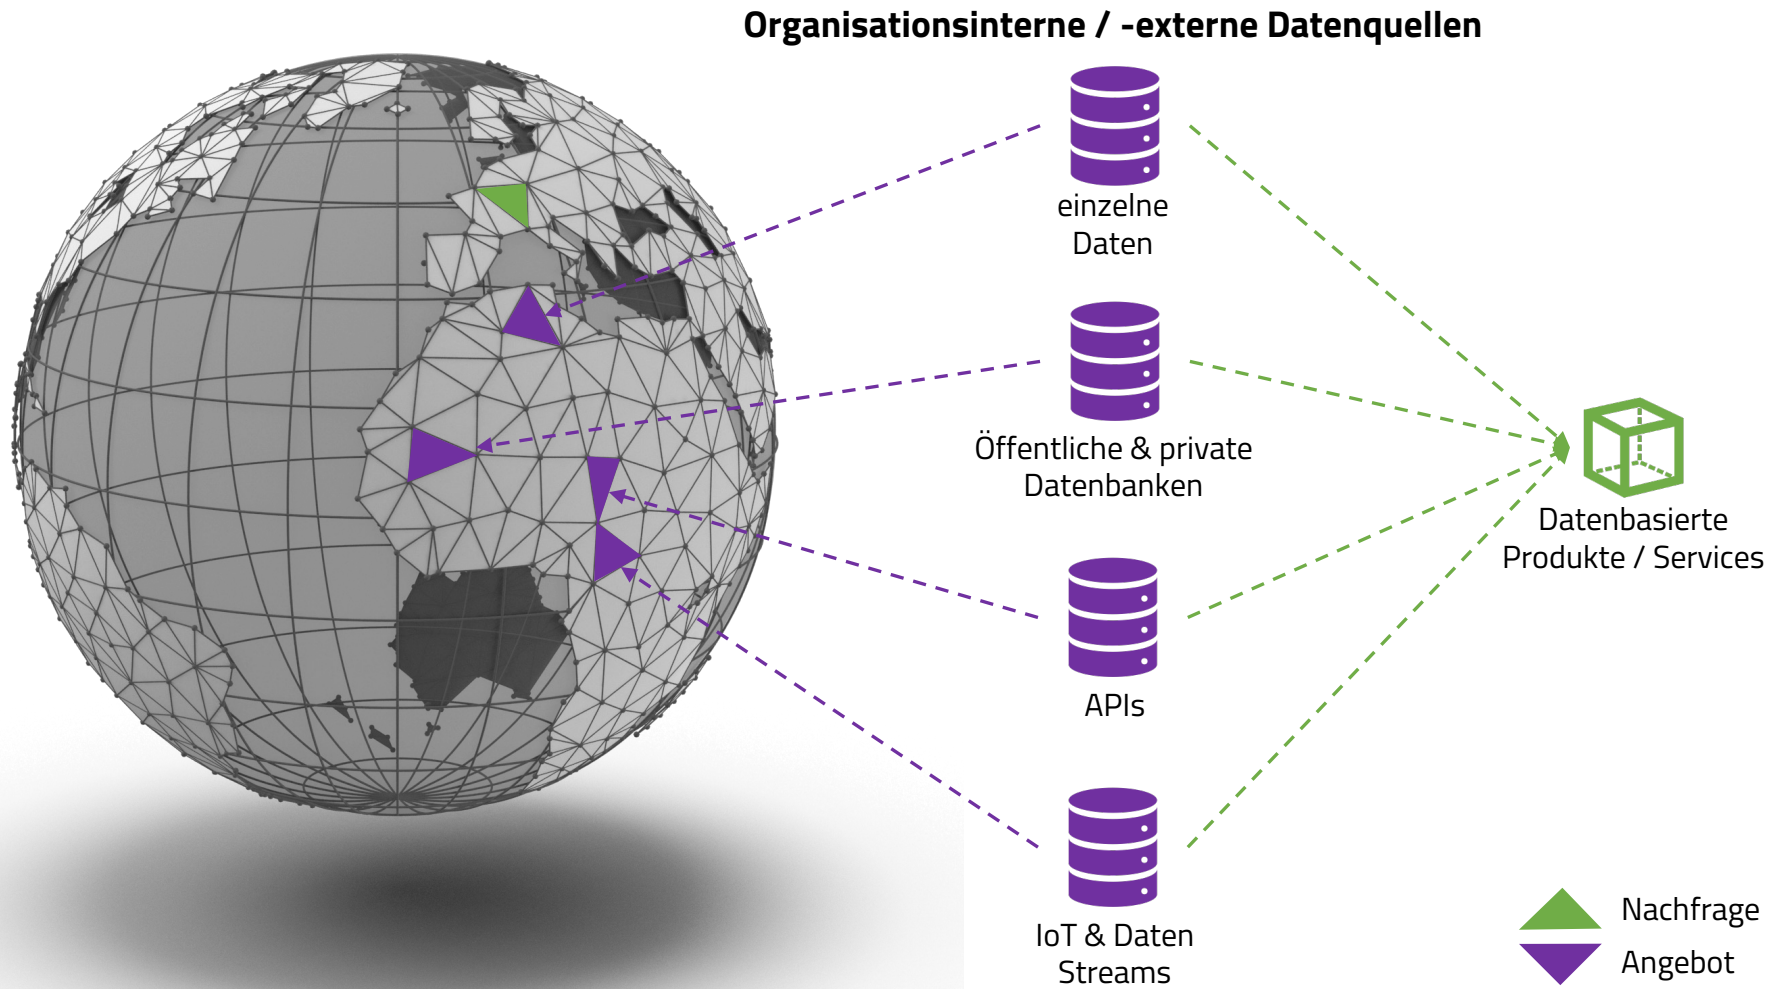 Organisationsinterne / -externe Datenquellen
einzelne
Daten
Öffentliche & private
Datenbanken
APIs
IoT & Daten
Streams
Datenbasierte
Produkte / Services
Nachfrage
Angebot